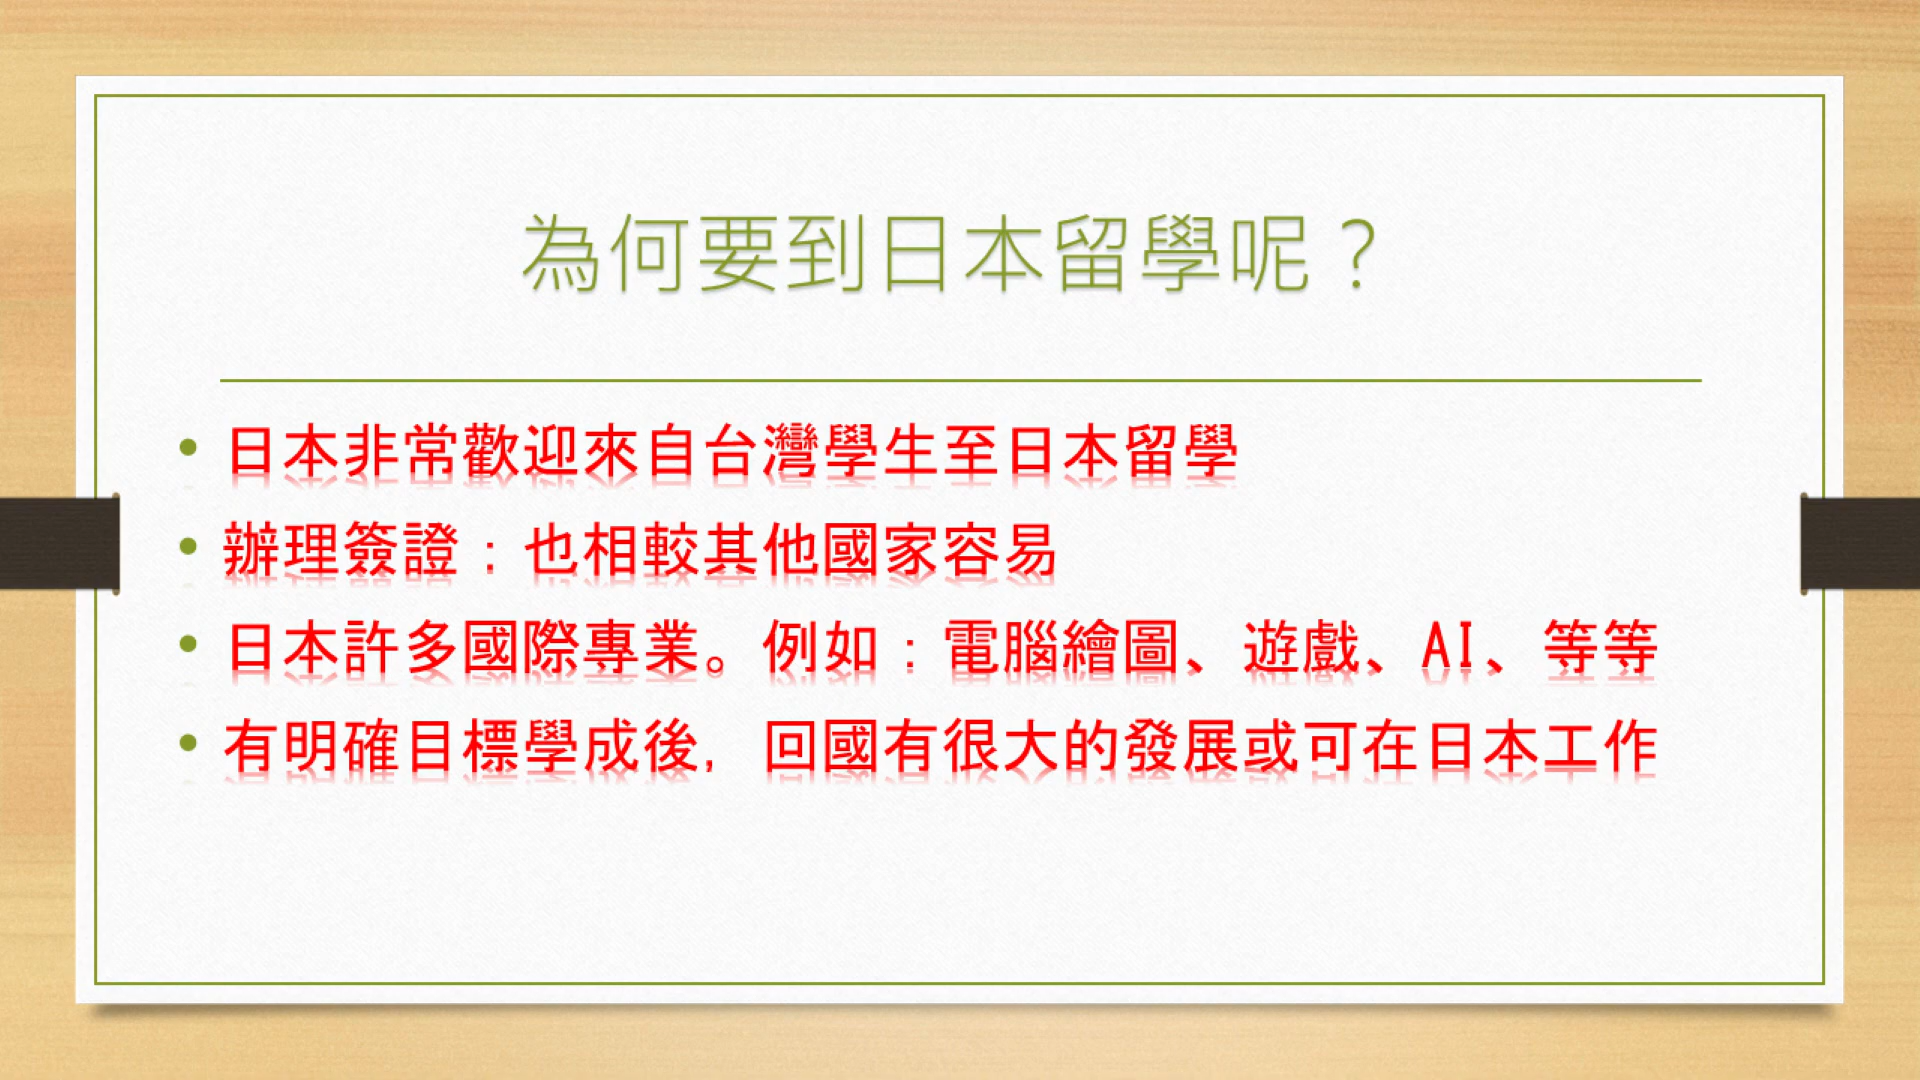 為何要到日本留學呢？
• 日本非常歡迎來自台灣學生至日本留學
• 辦理簽證：也相較其他國家容易
• 日本許多國際專業。例如：電腦繪圖、遊戲、AI、等等
• 有明確目標學成後，回國有很大的發展或可在日本工作